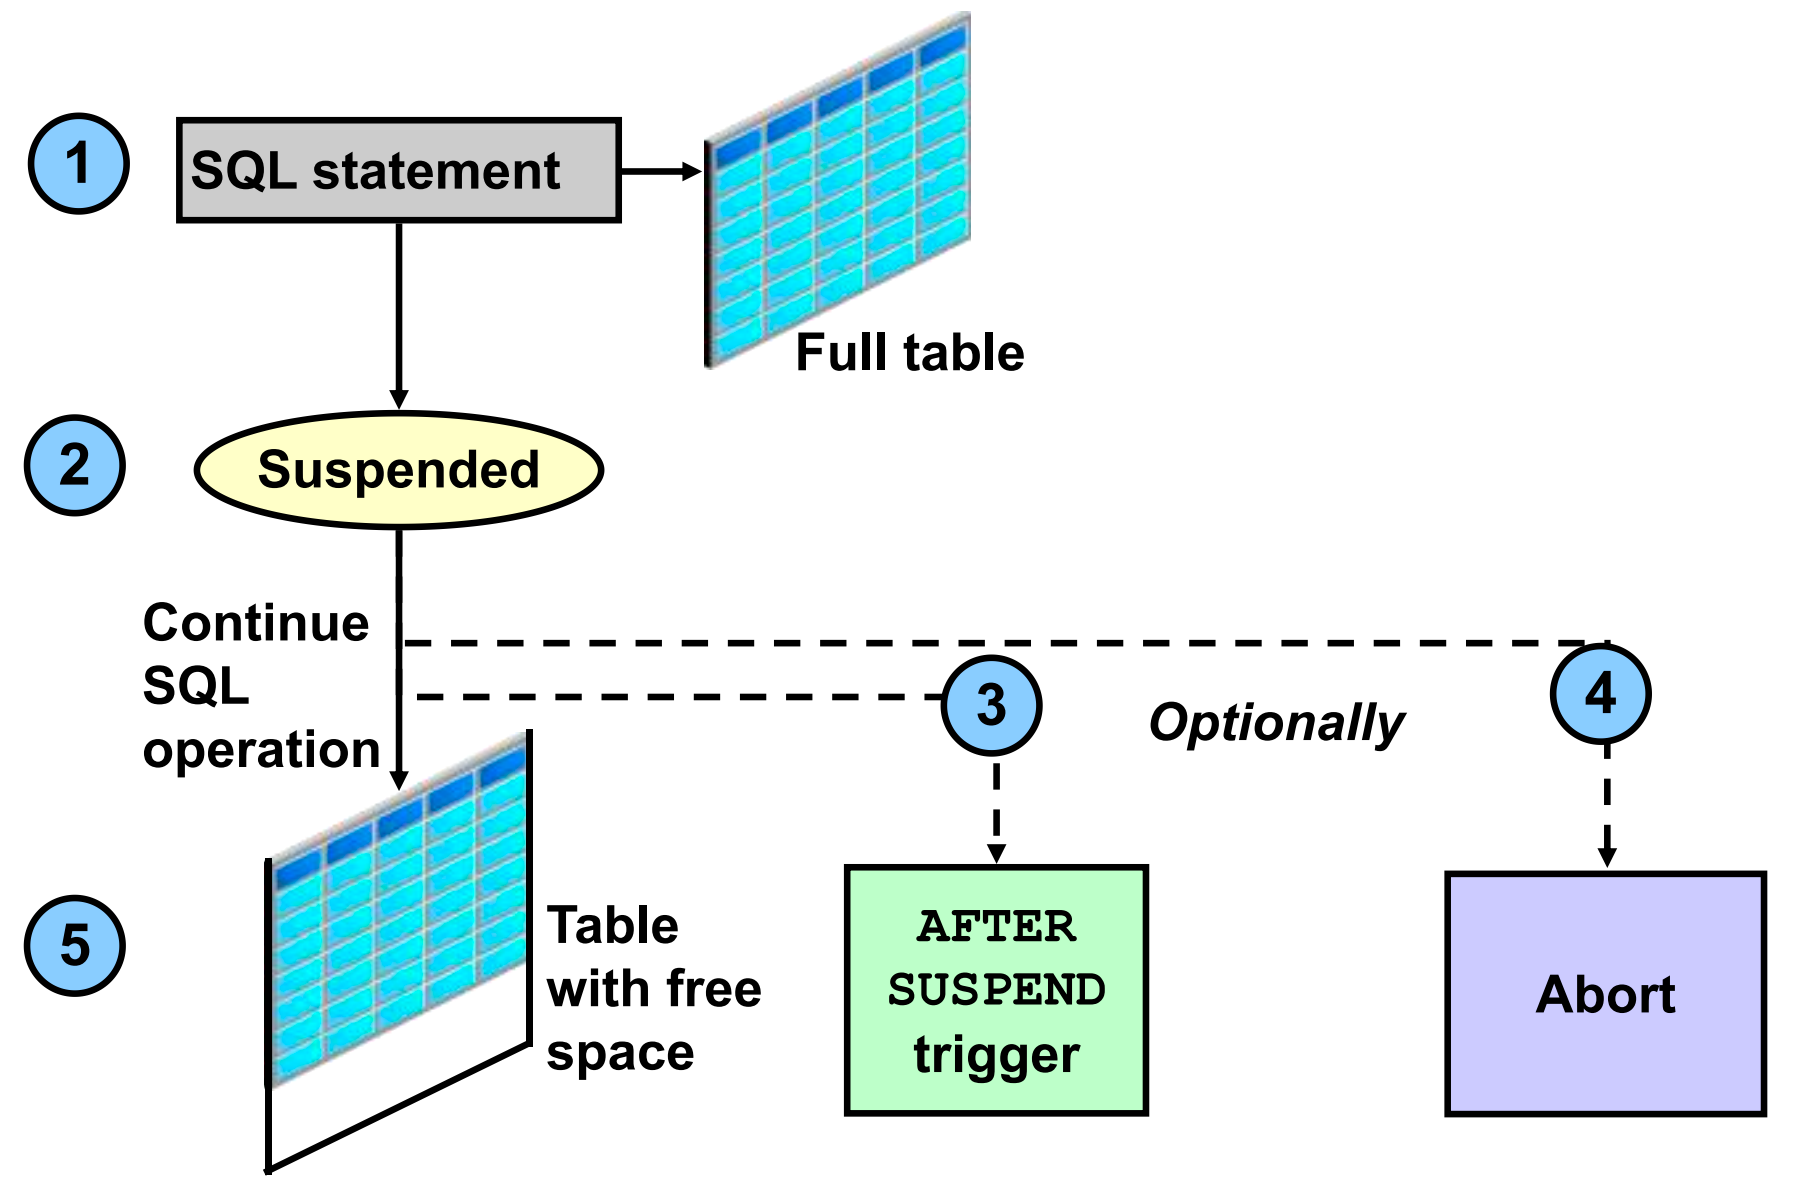 1
SQL statement
Full table
2
Suspended
Continue
SQL
operation
3
Optionally
4
5
Table
with free
space
AFTER
SUSPEND
trigger
Abort